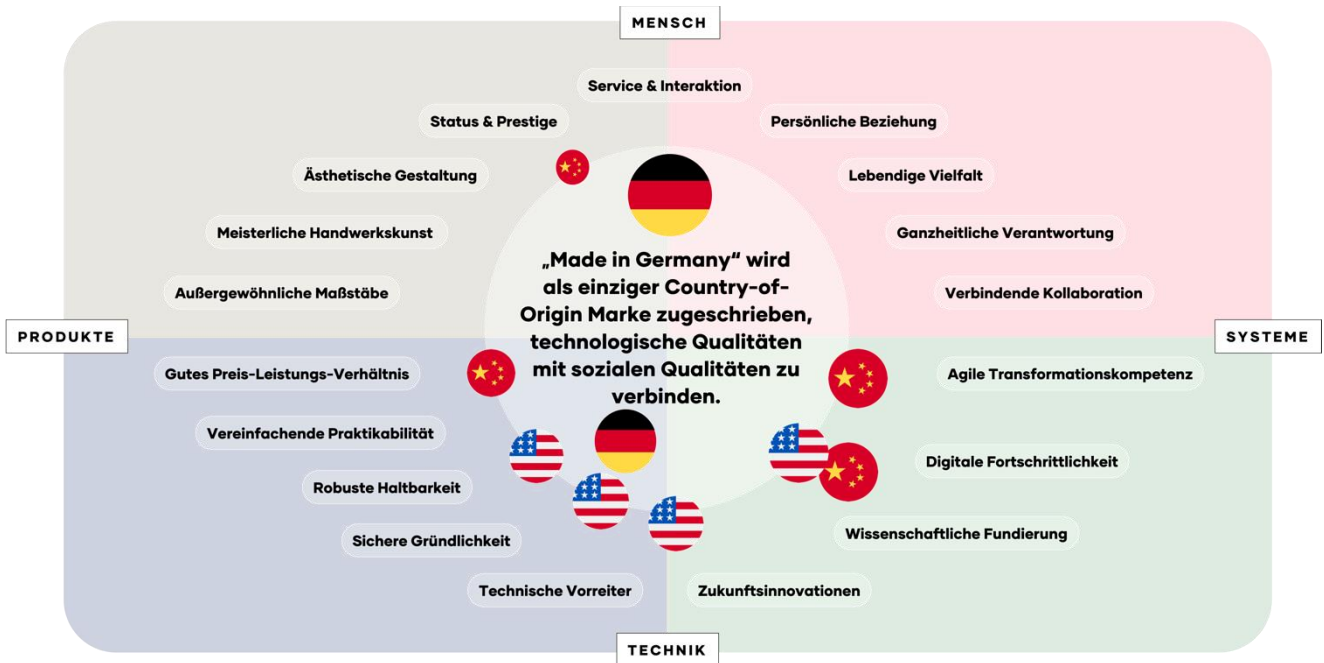 MENSCH
Service & Interaktion
Status & Prestige
Persönliche Beziehung
Ästhetische Gestaltung
Lebendige Vielfalt
Meisterliche Handwerkskunst
Ganzheitliche Verantwortung
Außergewöhnliche Maßstäbe
Verbindende Kollaboration
„Made in Germany“ wird
als einziger Country-of-
Origin Marke zugeschrieben,
technologische Qualitäten
mit sozialen Qualitäten zu
verbinden.
PRODUKTE
SYSTEME
Gutes Preis-Leistungs-Verhältnis
Agile Transformationskompetenz
Vereinfachende Praktikabilität
Digitale Fortschrittlichkeit
Robuste Haltbarkeit
Wissenschaftliche Fundierung
Sichere Gründlichkeit
Technische Vorreiter
Zukunftsinnovationen
TECHNIK